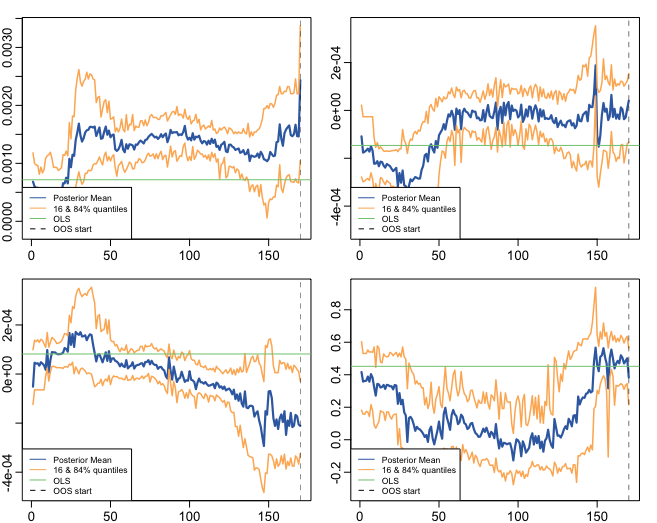 0.0030
0.0020
0.0010
0.0000
Posterior Mean
16 & 84% quantiles
OLS
OOS start
0
50
100
150
2e-04
0e+00
-4e-04
Posterior Mean
16 & 84% quantiles
OLS
OOS start
0
50
100
150
2e-04
0e+00
-4e-04
Posterior Mean
16 & 84% quantiles
OLS
OOS start
0
50
100
150
0.8
0.6
0.4
0.2
0.0
-0.2
Posterior Mean
16 & 84% quantiles
OLS
OOS start
0
50
100
150